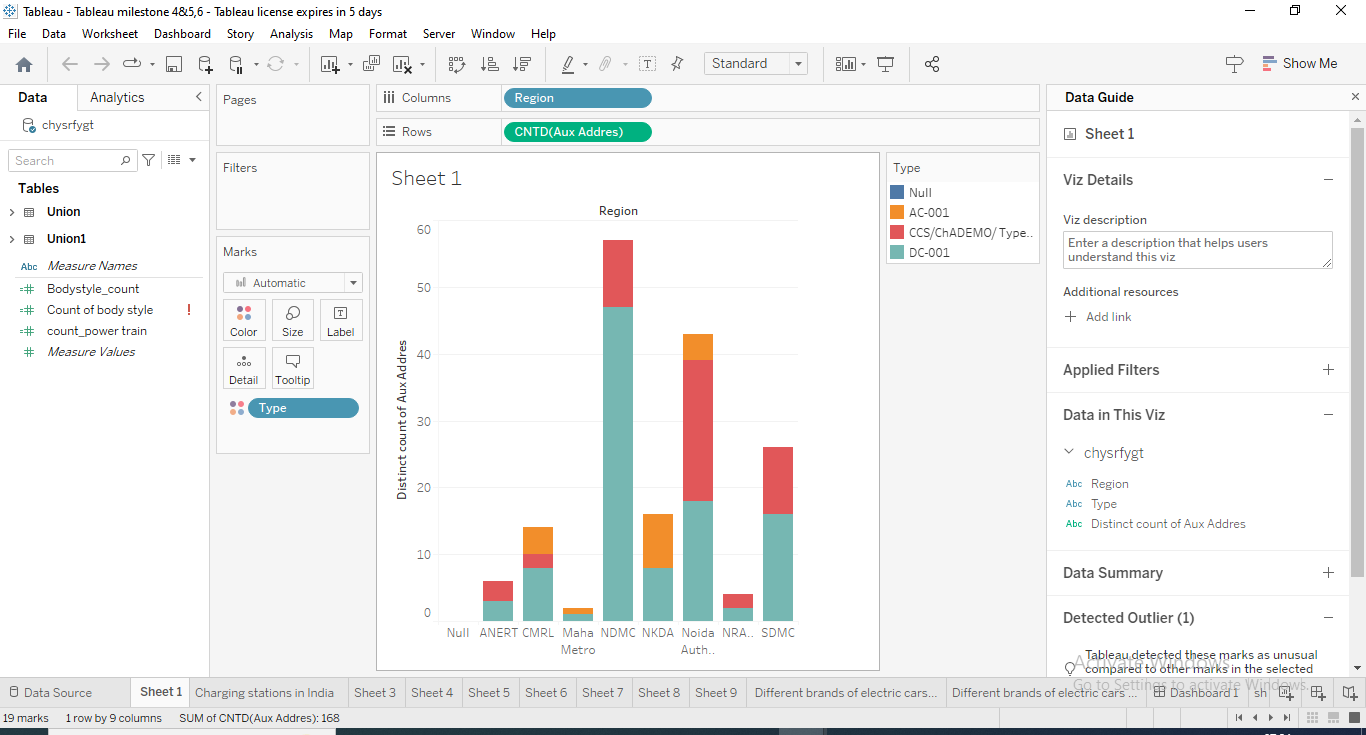 Tableau - Tableau milestone 4&5,6 - Tableau license expires in 5 days
File Data Worksheet Dashboard Story Analysis Map Format Server Window Help
Standard
Show Me
Data Analytics
chysrfygt
Search
Tables
Union
Union1
Abc Measure Names
Bodystyle_count
Count of body style !
count_power train
Measure Values
Pages
Filters
Marks
Automatic
Color Size Label
Detail Tooltip
Type
Columns Region
Rows CNTD(Aux Addres)
Sheet 1
Region
Distinct count of Aux Addres
60
50
40
30
20
10
0
Null ANERT CMRL Maha Metro NDMC NKDA Noida Auth.. NRA.. SDMC
Type
Null
AC-001
CCS/ChADEMO/ Type..
DC-001
Data Guide
Sheet 1
Viz Details
Viz description
Enter a description that helps users
understand this viz
Additional resources
Add link
Applied Filters
Data in This Viz
chysrfygt
Abc Region
Abc Type
Abc Distinct count of Aux Addres
Data Summary
Detected Outlier (1)
Tableau detected these marks as unusual
compared to other marks in the selected
Activate Windows
Go to Settings to activate Windows.
Data Source Sheet 1 Charging stations in India Sheet 3 Sheet 4 Sheet 5 Sheet 6 Sheet 7 Sheet 8 Sheet 9 Different brands of electric cars... Different brands of electric cars ... Dashboard 1 sh
19 marks 1 row by 9 columns SUM of CNTD(Aux Addres): 168